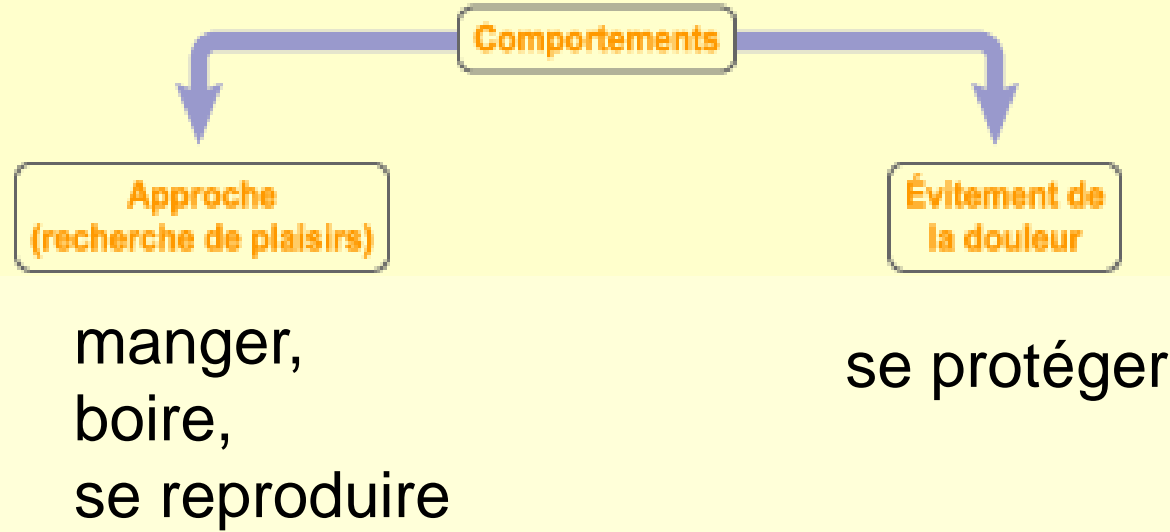 Comportements
Approche
(recherche de plaisirs)
Évitement de
la douleur
manger,
boire,
se reproduire
se protéger